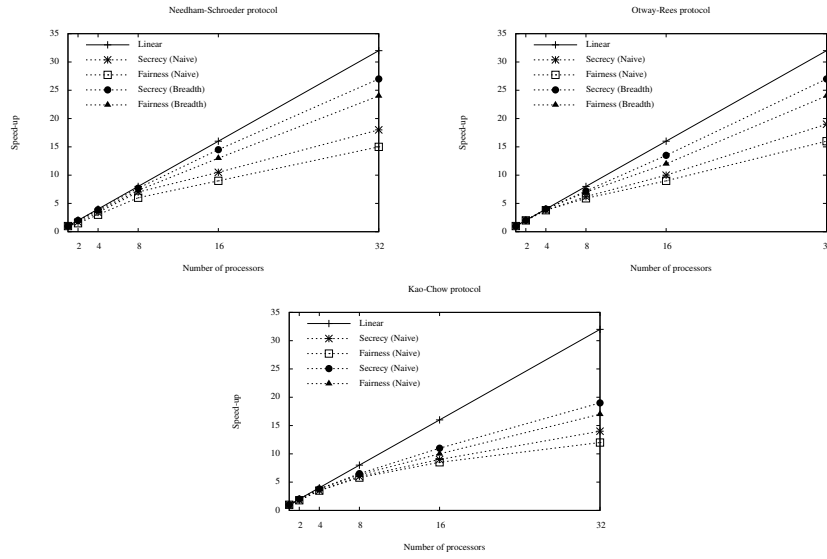 Needham-Schroeder protocol
35
30
25
20
15
10
5
0
Speed-up
Linear
Secrecy (Naive)
Fairness (Naive)
Secrecy (Breadth)
Fairness (Breadth)
2 4 8 16 32
Number of processors
Otway-Rees protocol
35
30
25
20
15
10
5
0
Speed-up
Linear
Secrecy (Naive)
Fairness (Naive)
Secrecy (Breadth)
Fairness (Breadth)
2 4 8 16 3
Number of processors
Kao-Chow protocol
35
30
25
20
15
10
5
0
Speed-up
Linear
Secrecy (Naive)
Fairness (Naive)
Secrecy (Naive)
Fairness (Naive)
2 4 8 16 32
Number of processors